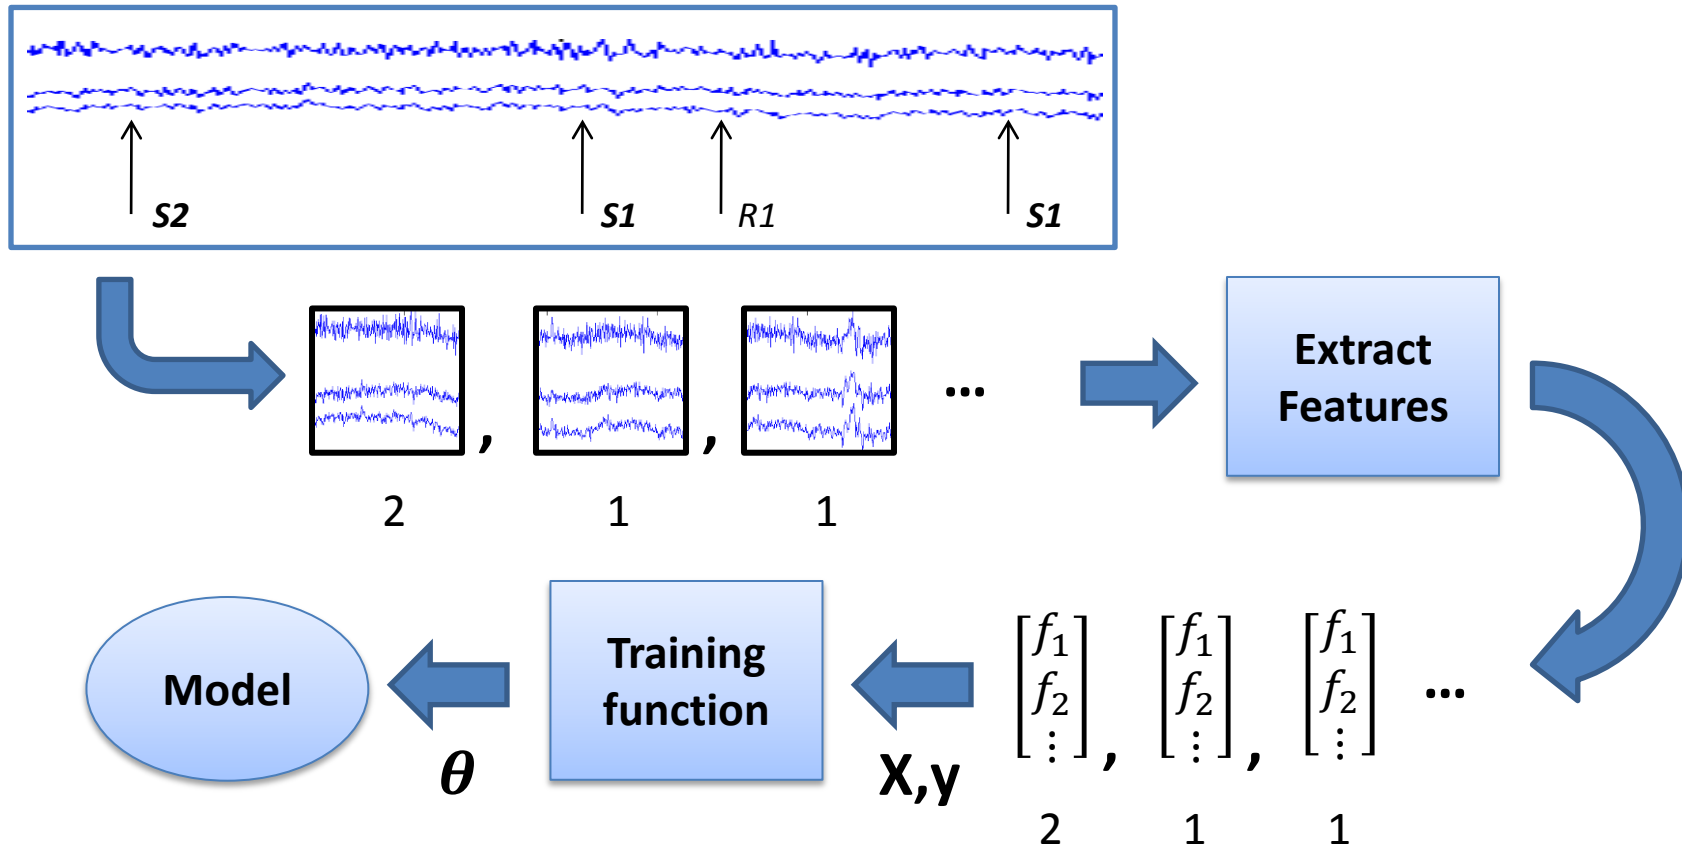 S2 S1 R1 S1
, , ...
2 1 1
Extract
Features
f₁ f₁ f₁
f₂ f₂ f₂ ...
⋮ , ⋮ , ⋮
2 1 1
X,y
Training
function
θ
Model